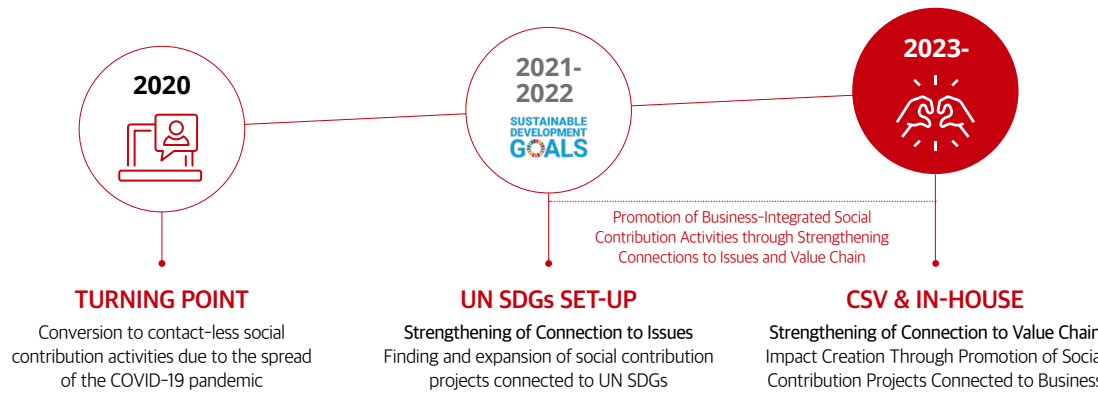 2020
2021-
2022
SUSTAINABLE
DEVELOPMENT
GOALS
2023-
Promotion of Business-Integrated Social
Contribution Activities through Strengthening
Connections to Issues and Value Chain
TURNING POINT
Conversion to contact-less social
contribution activities due to the spread
of the COVID-19 pandemic
UN SDGs SET-UP
Strengthening of Connection to Issues
Finding and expansion of social contribution
projects connected to UN SDGs
CSV & IN-HOUSE
Strengthening of Connection to Value Chain
Impact Creation Through Promotion of Social
Contribution Projects Connected to Business